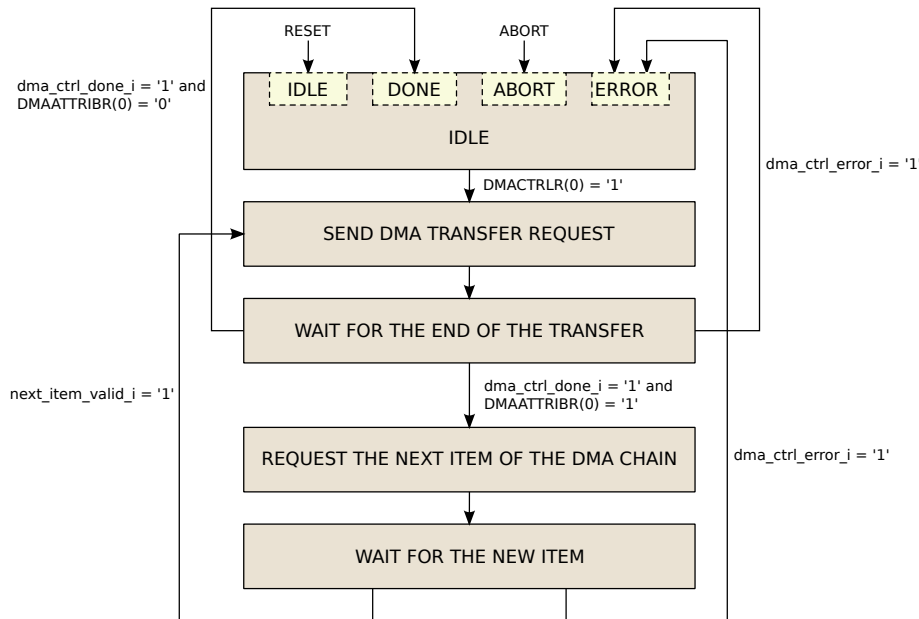 RESET
ABORT
dma_ctrl_done_i = '1' and
DMAATTRIBR(0) = '0'
IDLE
DONE
ABORT
ERROR
IDLE
dma_ctrl_error_i = '1'
DMACTRLR(0) = '1'
SEND DMA TRANSFER REQUEST
WAIT FOR THE END OF THE TRANSFER
next_item_valid_i = '1'
dma_ctrl_done_i = '1' and
DMAATTRIBR(0) = '1'
REQUEST THE NEXT ITEM OF THE DMA CHAIN
dma_ctrl_error_i = '1'
WAIT FOR THE NEW ITEM